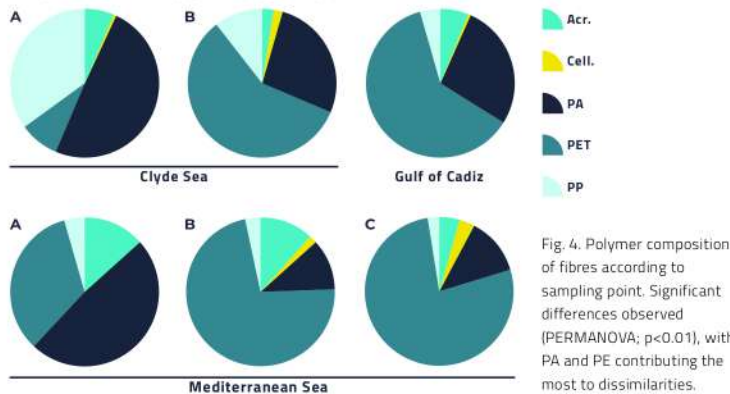 A
B
Clyde Sea
Gulf of Cadiz
Acr.
Cell.
PA
PET
PP
A
B
C
Mediterranean Sea
Fig. 4. Polymer composition
of fibres according to
sampling point. Significant
differences observed
(PERMANOVA; p<0.01), with
PA and PE contributing the
most to dissimilarities.